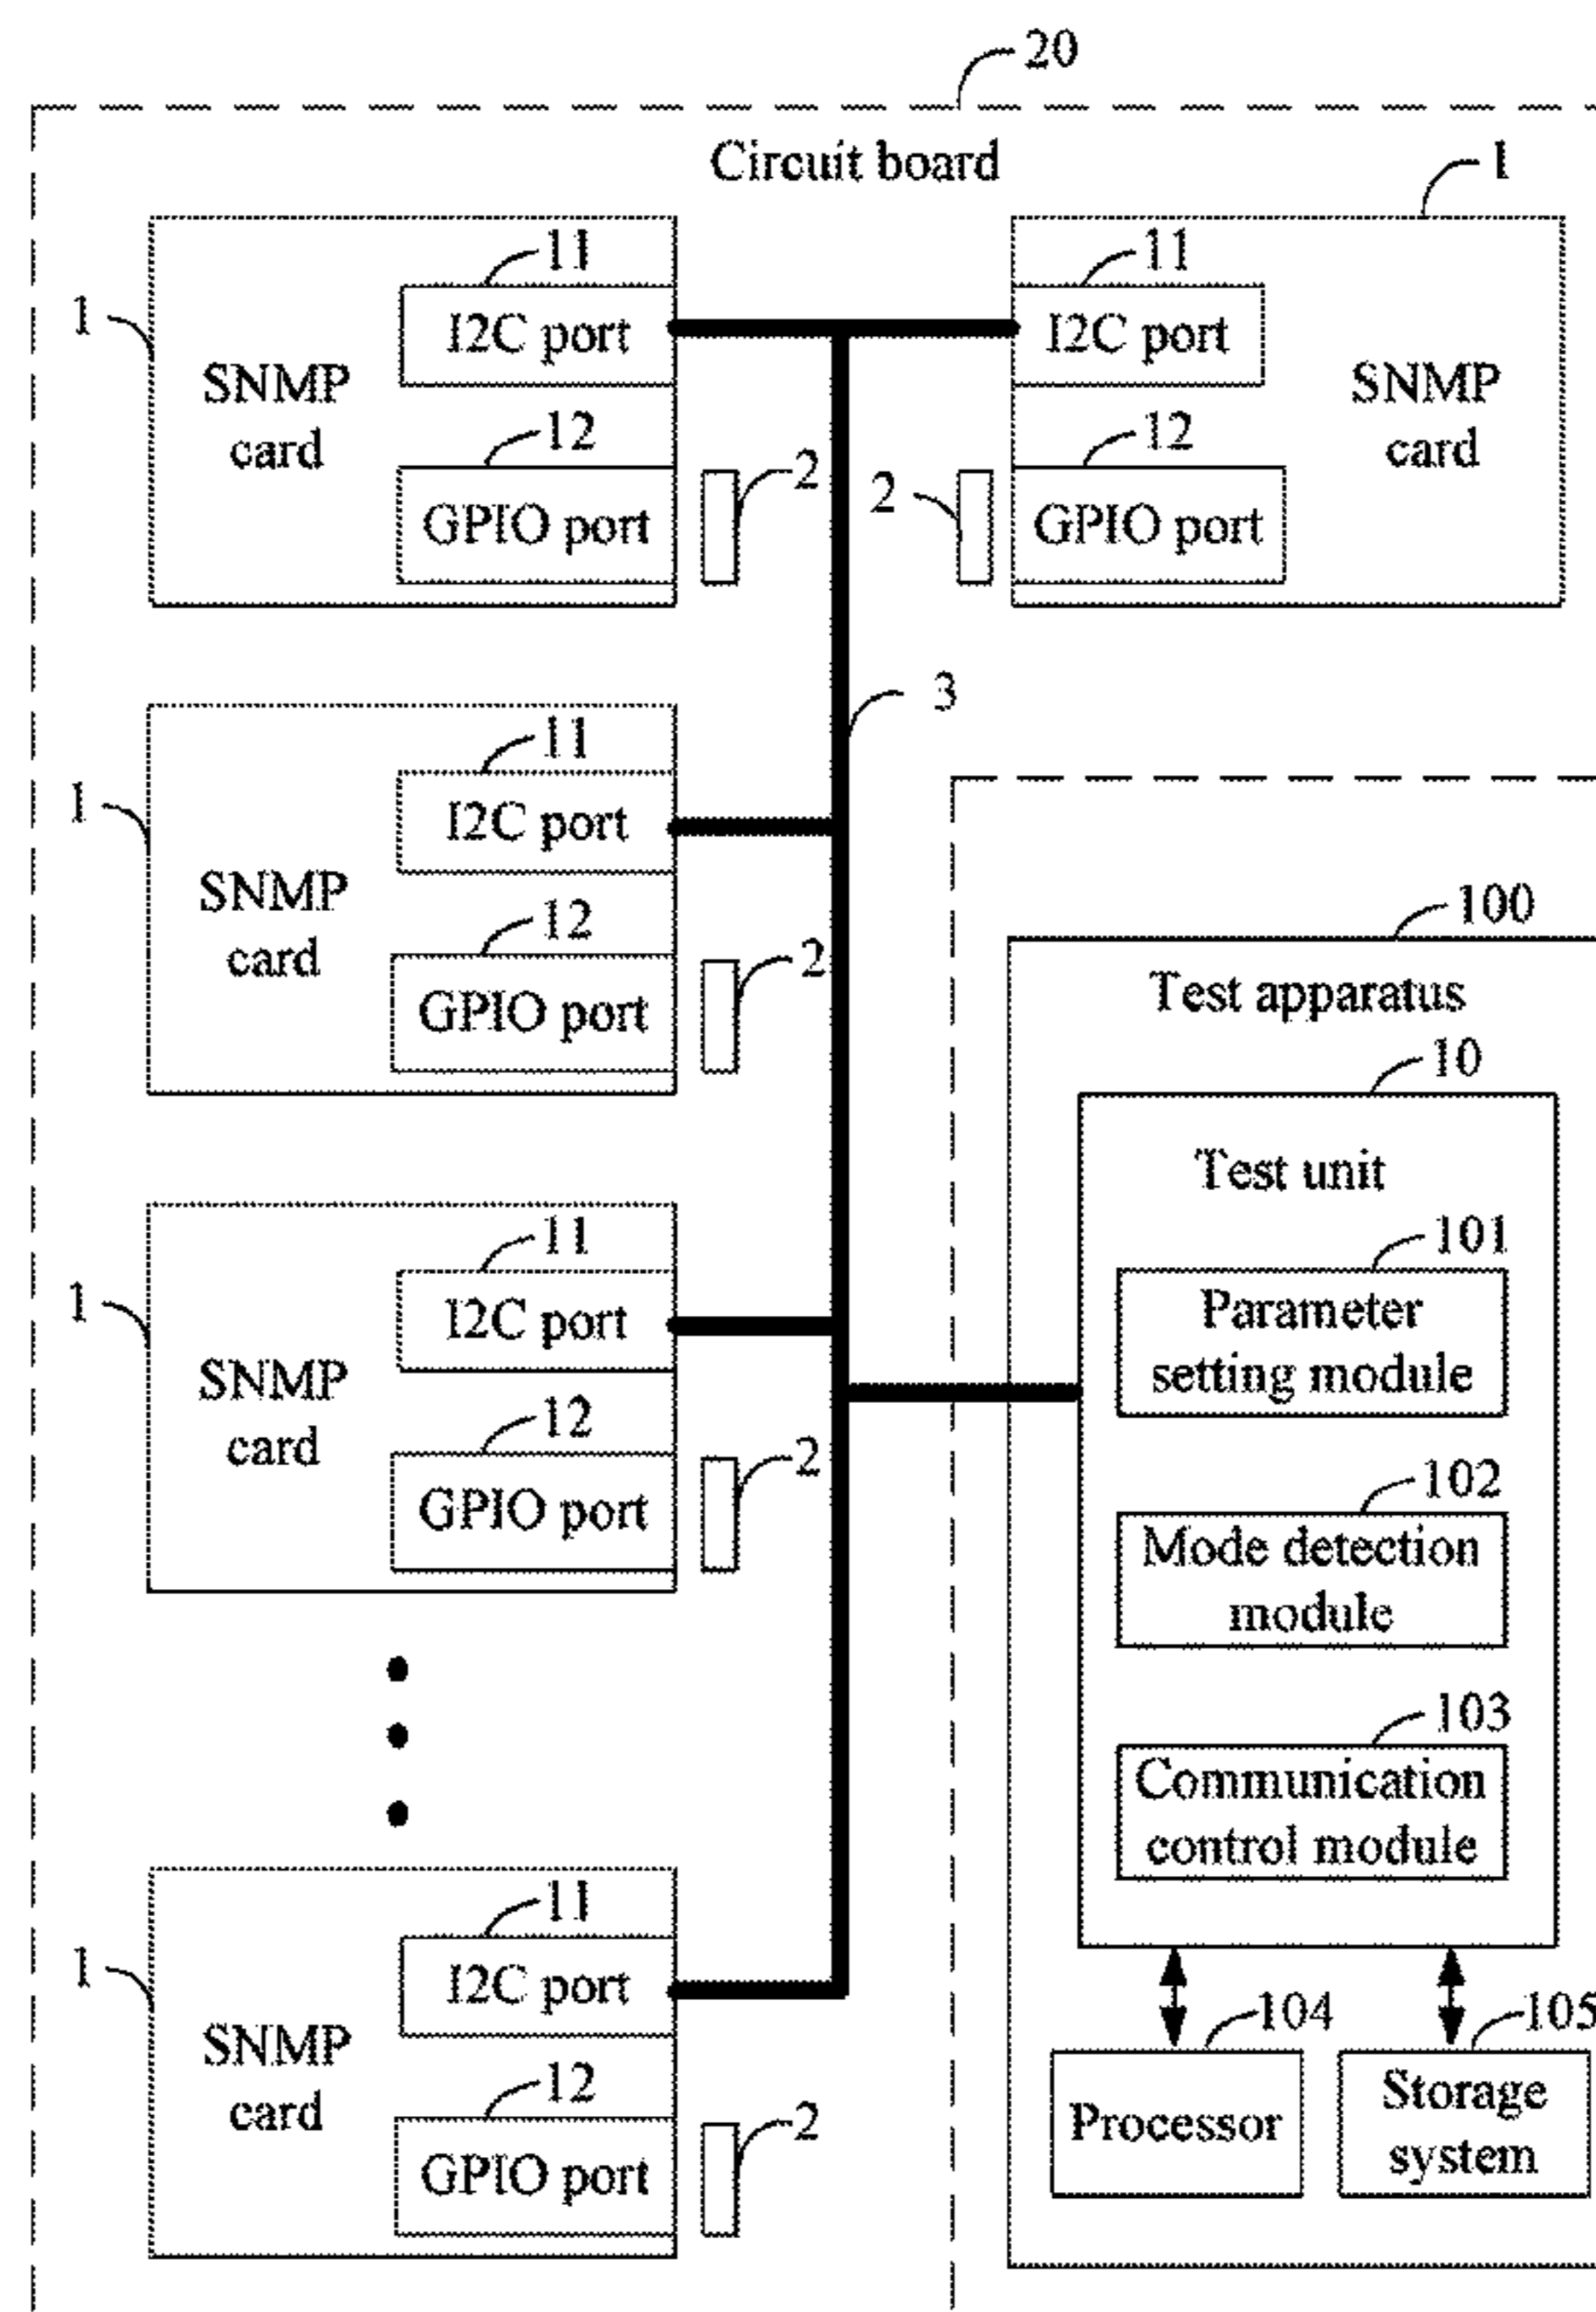 20
Circuit board
1
11
I2C port
1
SNMP
card
12
GPIO port
2
11
I2C port
SNMP
card
12
2
GPIO port
3
11
1
I2C port
SNMP
card
12
GPIO port
2
11
1
I2C port
SNMP
card
12
GPIO port
2
11
1
I2C port
SNMP
card
12
GPIO port
2
100
Test apparatus
10
Test unit
101
Parameter
setting module
102
Mode detection
module
103
Communication
control module
104
Processor
105
Storage
system